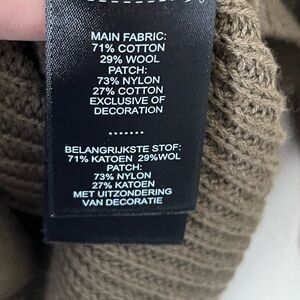 MAIN FABRIC:
71% COTTON
29% WOOL
PATCH:
73% NYLON
27% COTTON
EXCLUSIVE OF
DECORATION
.......
BELANGRIJKSTE STOF:
71% KATOEN 29%WOL
PATCH:
73% NYLON
27% KATOEN
MET UITZONDERING
VAN DECORATIE